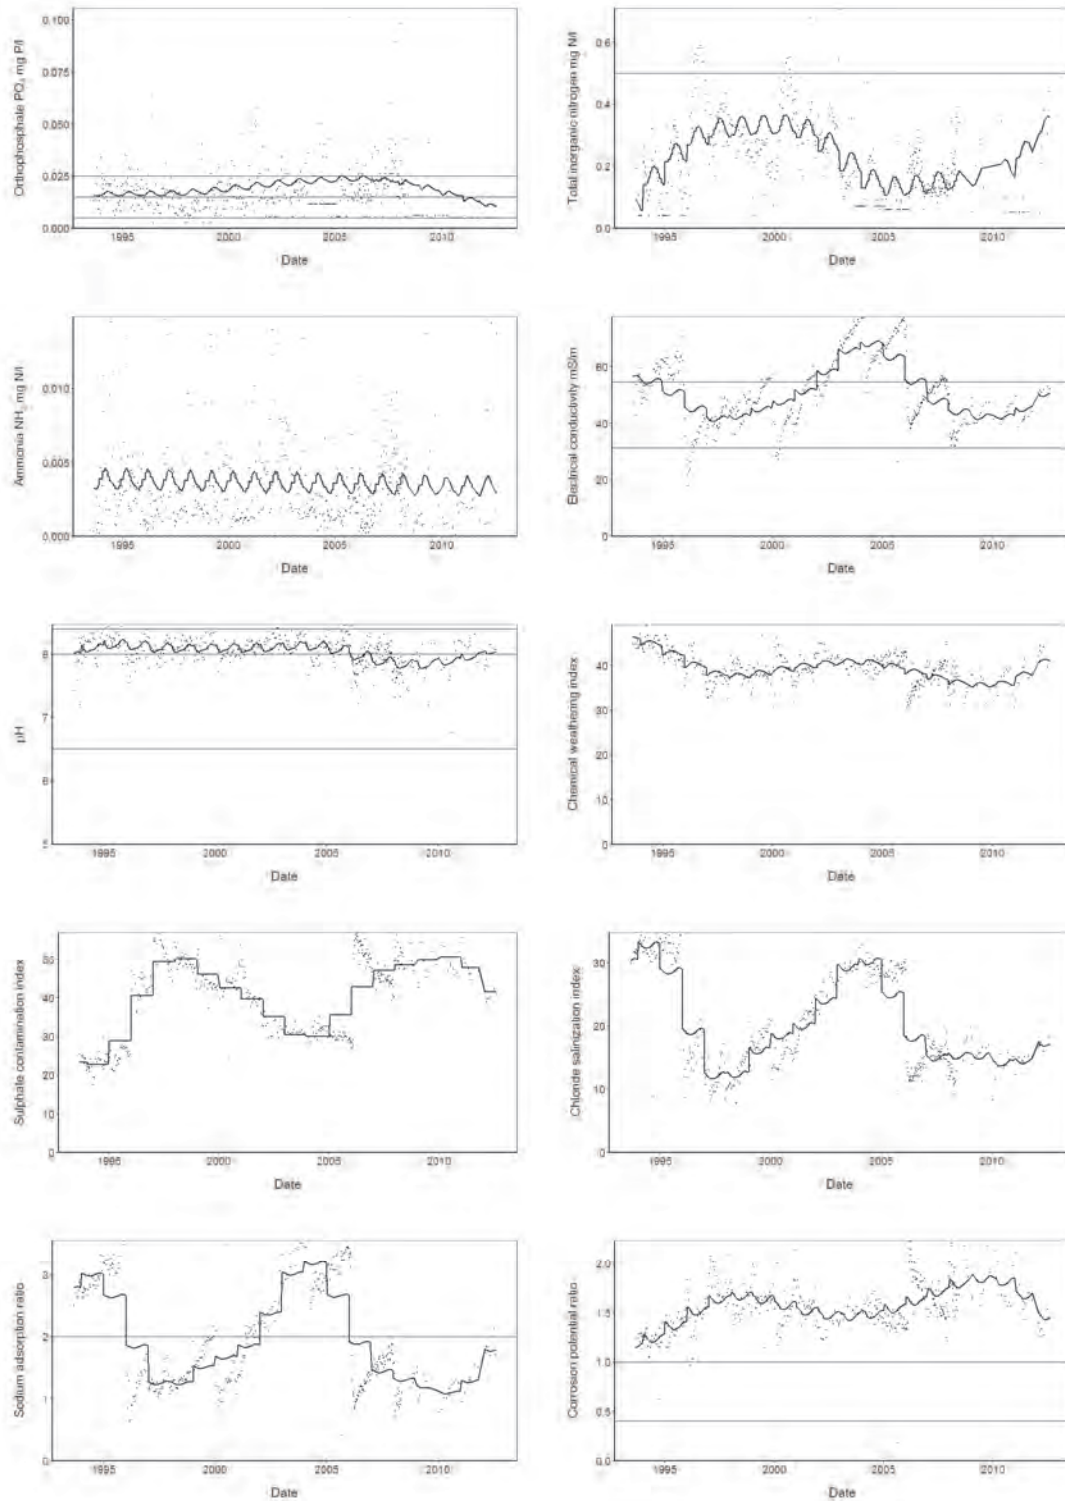 Orthophosphate PO₄ mg P/l
0.100
0.075
0.050
0.025
0.000
1995 2000 2005 2010
Date
Total inorganic nitrogen mg N/l
0.6
0.4
0.2
0.0
1995 2000 2005 2010
Date
Ammonia NH₃ mg N/l
0.010
0.005
0.000
1995 2000 2005 2010
Date
Electrical conductivity mS/m
60
40
20
0
1995 2000 2005 2010
Date
pH
8
7
6
5
1995 2000 2005 2010
Date
Chemical weathering index
40
30
20
10
0
1995 2000 2005 2010
Date
Sulphate contamination index
50
40
30
20
10
0
1995 2000 2005 2010
Date
Chloride salinization index
30
20
10
0
1995 2000 2005 2010
Date
Sodium adsorption ratio
3
2
1
0
1995 2000 2005 2010
Date
Corrosion potential ratio
2.0
1.5
1.0
0.5
0.0
1995 2000 2005 2010
Date